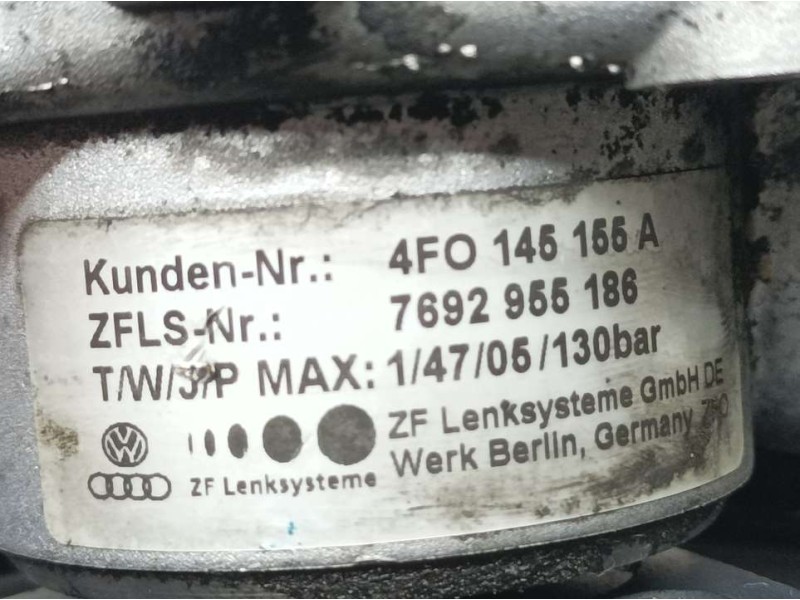 Kunden-Nr.: 4FO 145 155 A
ZFLS-Nr.: 7692 955 186
T/W/J/P MAX: 1/47/05/130bar
ZF Lenksysteme GmbH DE
Werk Berlin, Germany
ZF Lenksysteme